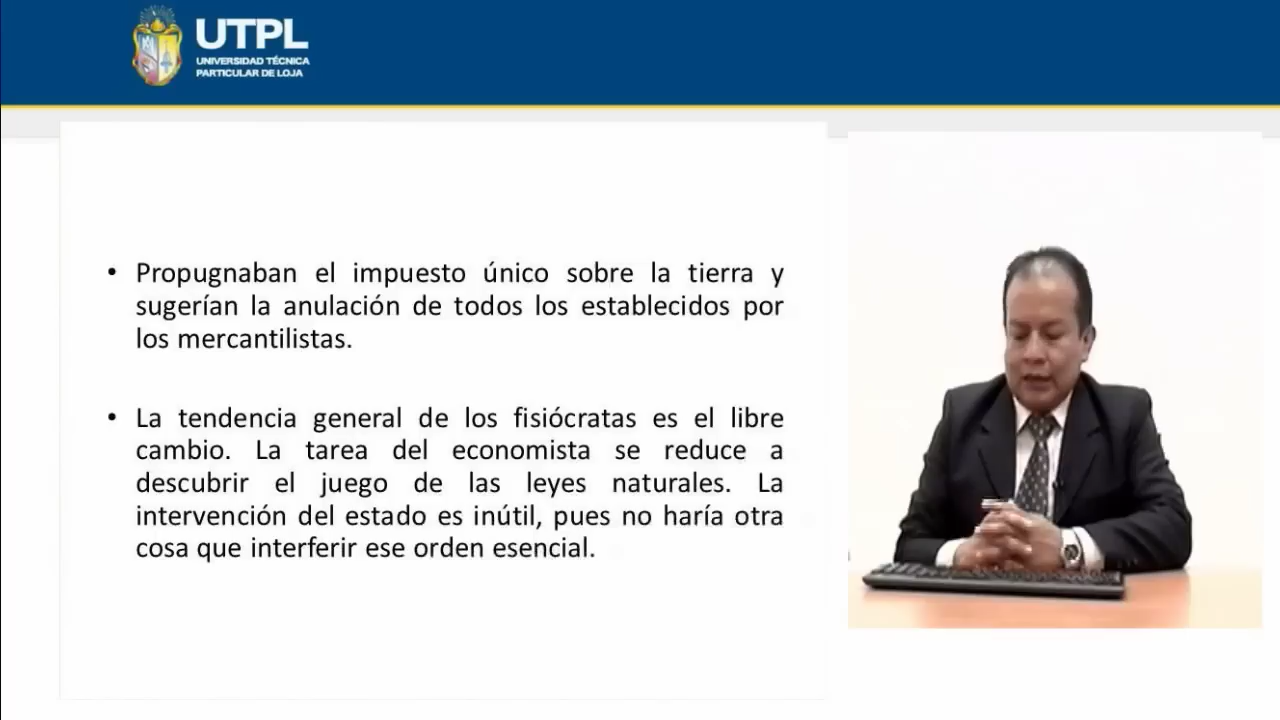 UTPL
UNIVERSIDAD TÉCNICA
PARTICULAR DE LOJA
• Propugnaban el impuesto único sobre la tierra y
sugerían la anulación de todos los establecidos por
los mercantilistas.
• La tendencia general de los fisiócratas es el libre
cambio. La tarea del economista se reduce a
descubrir el juego de las leyes naturales. La
intervención del estado es inútil, pues no haría otra
cosa que interferir ese orden esencial.